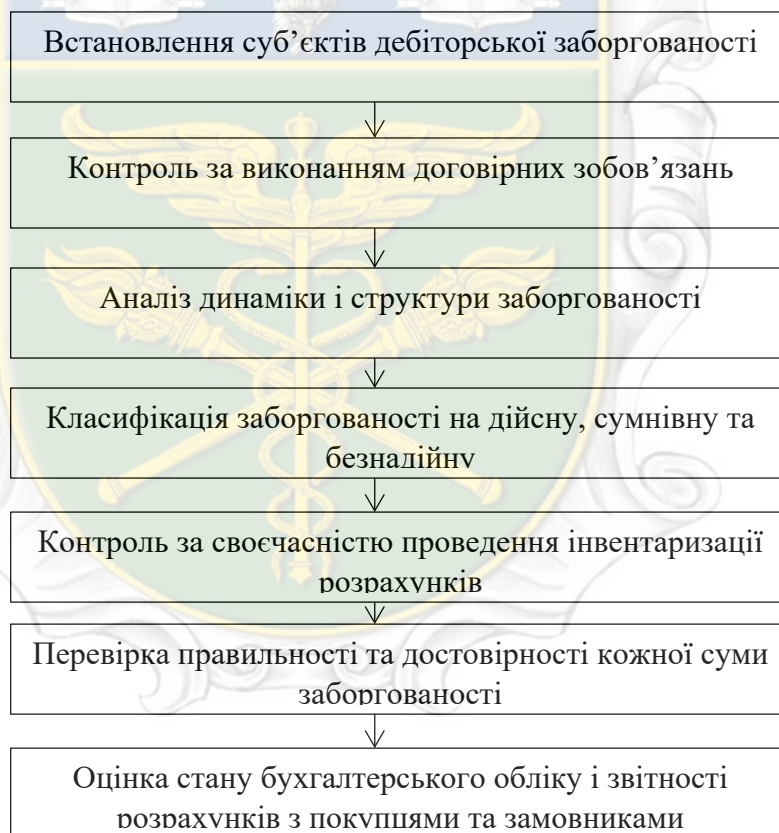 Встановлення суб’єктів дебіторської заборгованості
Контроль за виконанням договірних зобов’язань
Аналіз динаміки і структури заборгованості
Класифікація заборгованості на дійсну, сумнівну та
безнадійну
Контроль за своєчасністю проведення інвентаризації
розрахунків
Перевірка правильності та достовірності кожної суми
заборгованості
Оцінка стану бухгалтерського обліку і звітності
розрахунків з покупцями та замовниками